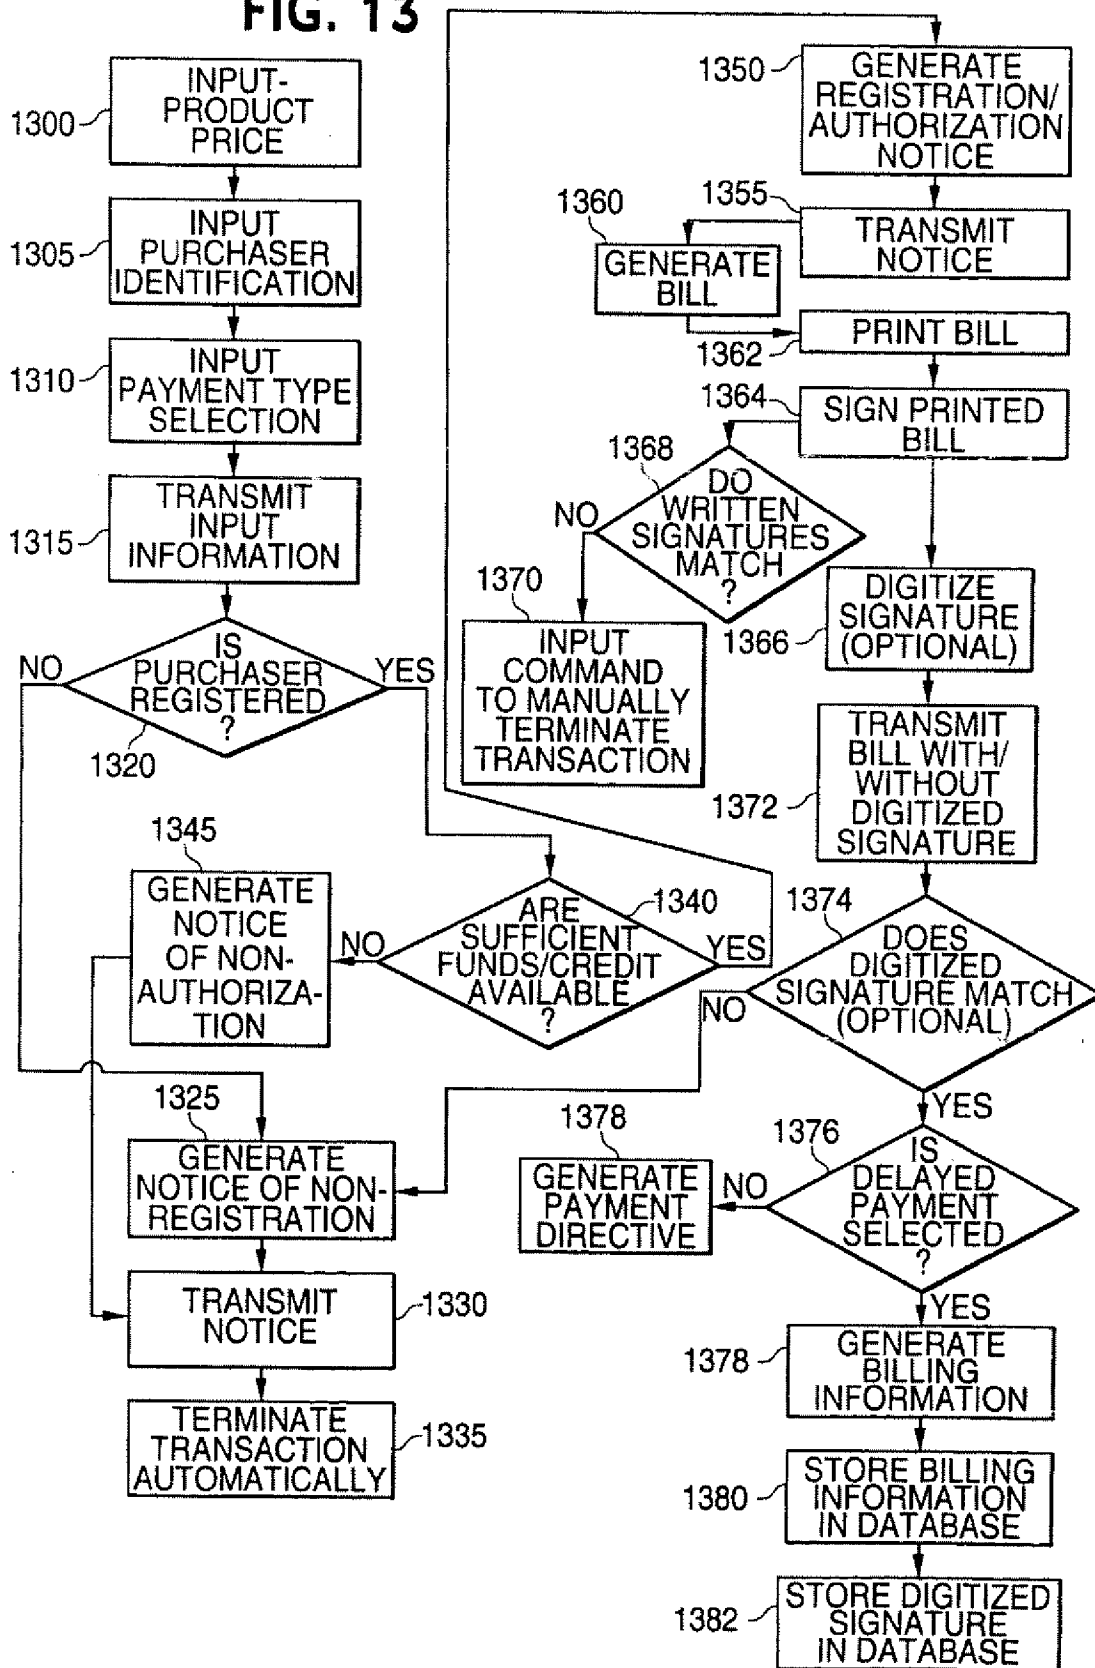 FIG. 13
1300
INPUT-
PRODUCT
PRICE
1305
INPUT
PURCHASER
IDENTIFICATION
1310
INPUT
PAYMENT TYPE
SELECTION
1315
TRANSMIT
INPUT
INFORMATION
NO
IS
PURCHASER
REGISTERED
?
YES
1320
1345
GENERATE
NOTICE
OF NON-
AUTHORIZA-
TION
NO
ARE
SUFFICIENT
FUNDS/CREDIT
AVAILABLE
?
1340
YES
1325
GENERATE
NOTICE OF NON-
REGISTRATION
TRANSMIT
NOTICE
1330
TERMINATE
TRANSACTION
AUTOMATICALLY
1335
1350
GENERATE
REGISTRATION/
AUTHORIZATION
NOTICE
1355
TRANSMIT
NOTICE
1360
GENERATE
BILL
PRINT BILL
1362
1364
SIGN PRINTED
BILL
1368
DO
WRITTEN
SIGNATURES
MATCH
?
NO
1370
INPUT
COMMAND
TO MANUALLY
TERMINATE
TRANSACTION
DIGITIZE
SIGNATURE
(OPTIONAL)
1366
1372
TRANSMIT
BILL WITH/
WITHOUT
DIGITIZED
SIGNATURE
1374
DOES
DIGITIZED
SIGNATURE MATCH
(OPTIONAL)
NO
YES
1376
IS
DELAYED
PAYMENT
SELECTED
?
NO
1378
GENERATE
PAYMENT
DIRECTIVE
YES
1378
GENERATE
BILLING
INFORMATION
1380
STORE BILLING
INFORMATION
IN DATABASE
1382
STORE DIGITIZED
SIGNATURE
IN DATABASE